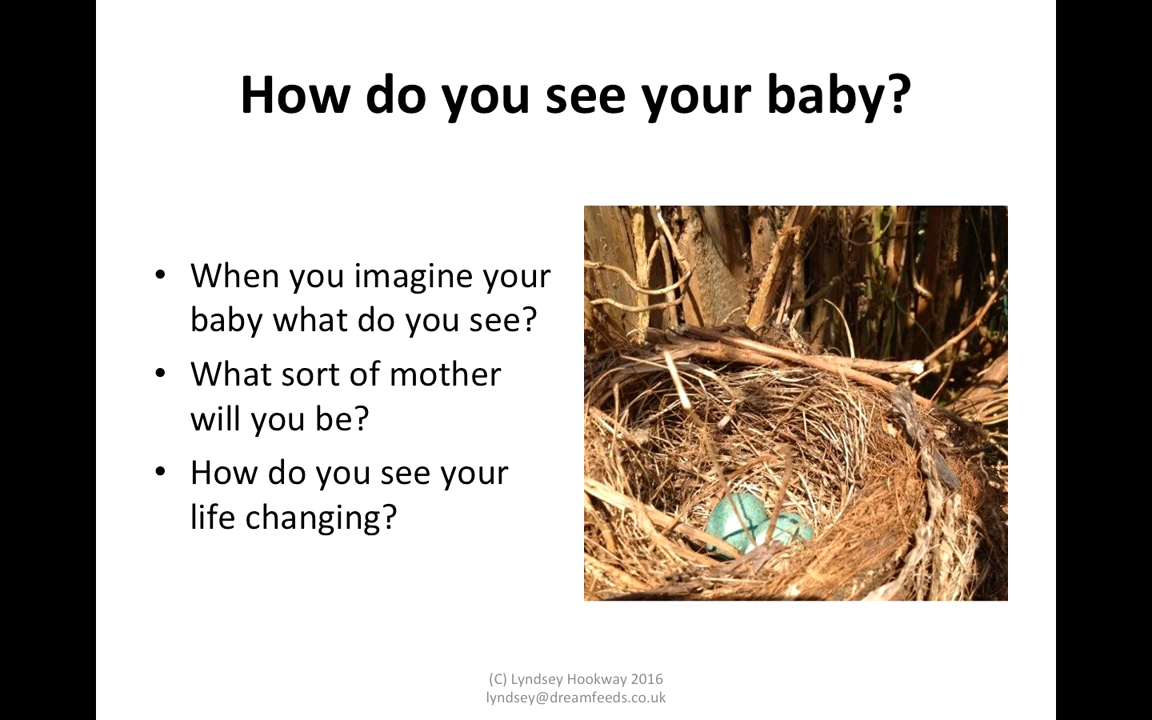 How do you see your baby?
• When you imagine your
baby what do you see?
• What sort of mother
will you be?
• How do you see your
life changing?
(C) Lyndsey Hookway 2016
lyndsey@dreamfeeds.co.uk